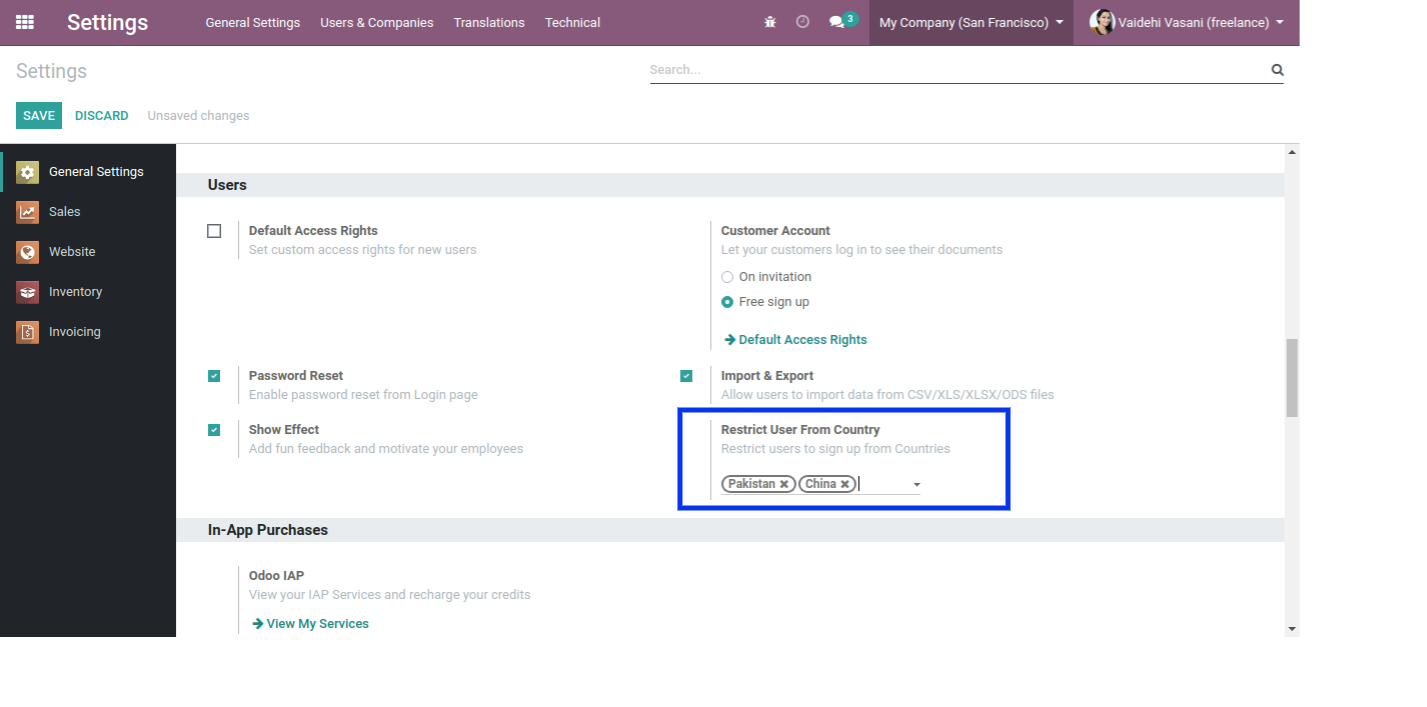 Settings General Settings Users & Companies Translations Technical 3 My Company (San Francisco) Vaidehi Vasani (freelance)
Settings Search...
SAVE DISCARD Unsaved changes
General Settings
Sales
Website
Inventory
Invoicing
Users
Default Access Rights
Set custom access rights for new users
Customer Account
Let your customers log in to see their documents
On invitation
Free sign up
Default Access Rights
Password Reset
Enable password reset from Login page
Import & Export
Allow users to import data from CSV/XLS/XLSX/ODS files
Show Effect
Add fun feedback and motivate your employees
Restrict User From Country
Restrict users to sign up from Countries
Pakistan China
In-App Purchases
Odoo IAP
View your IAP Services and recharge your credits
View My Services